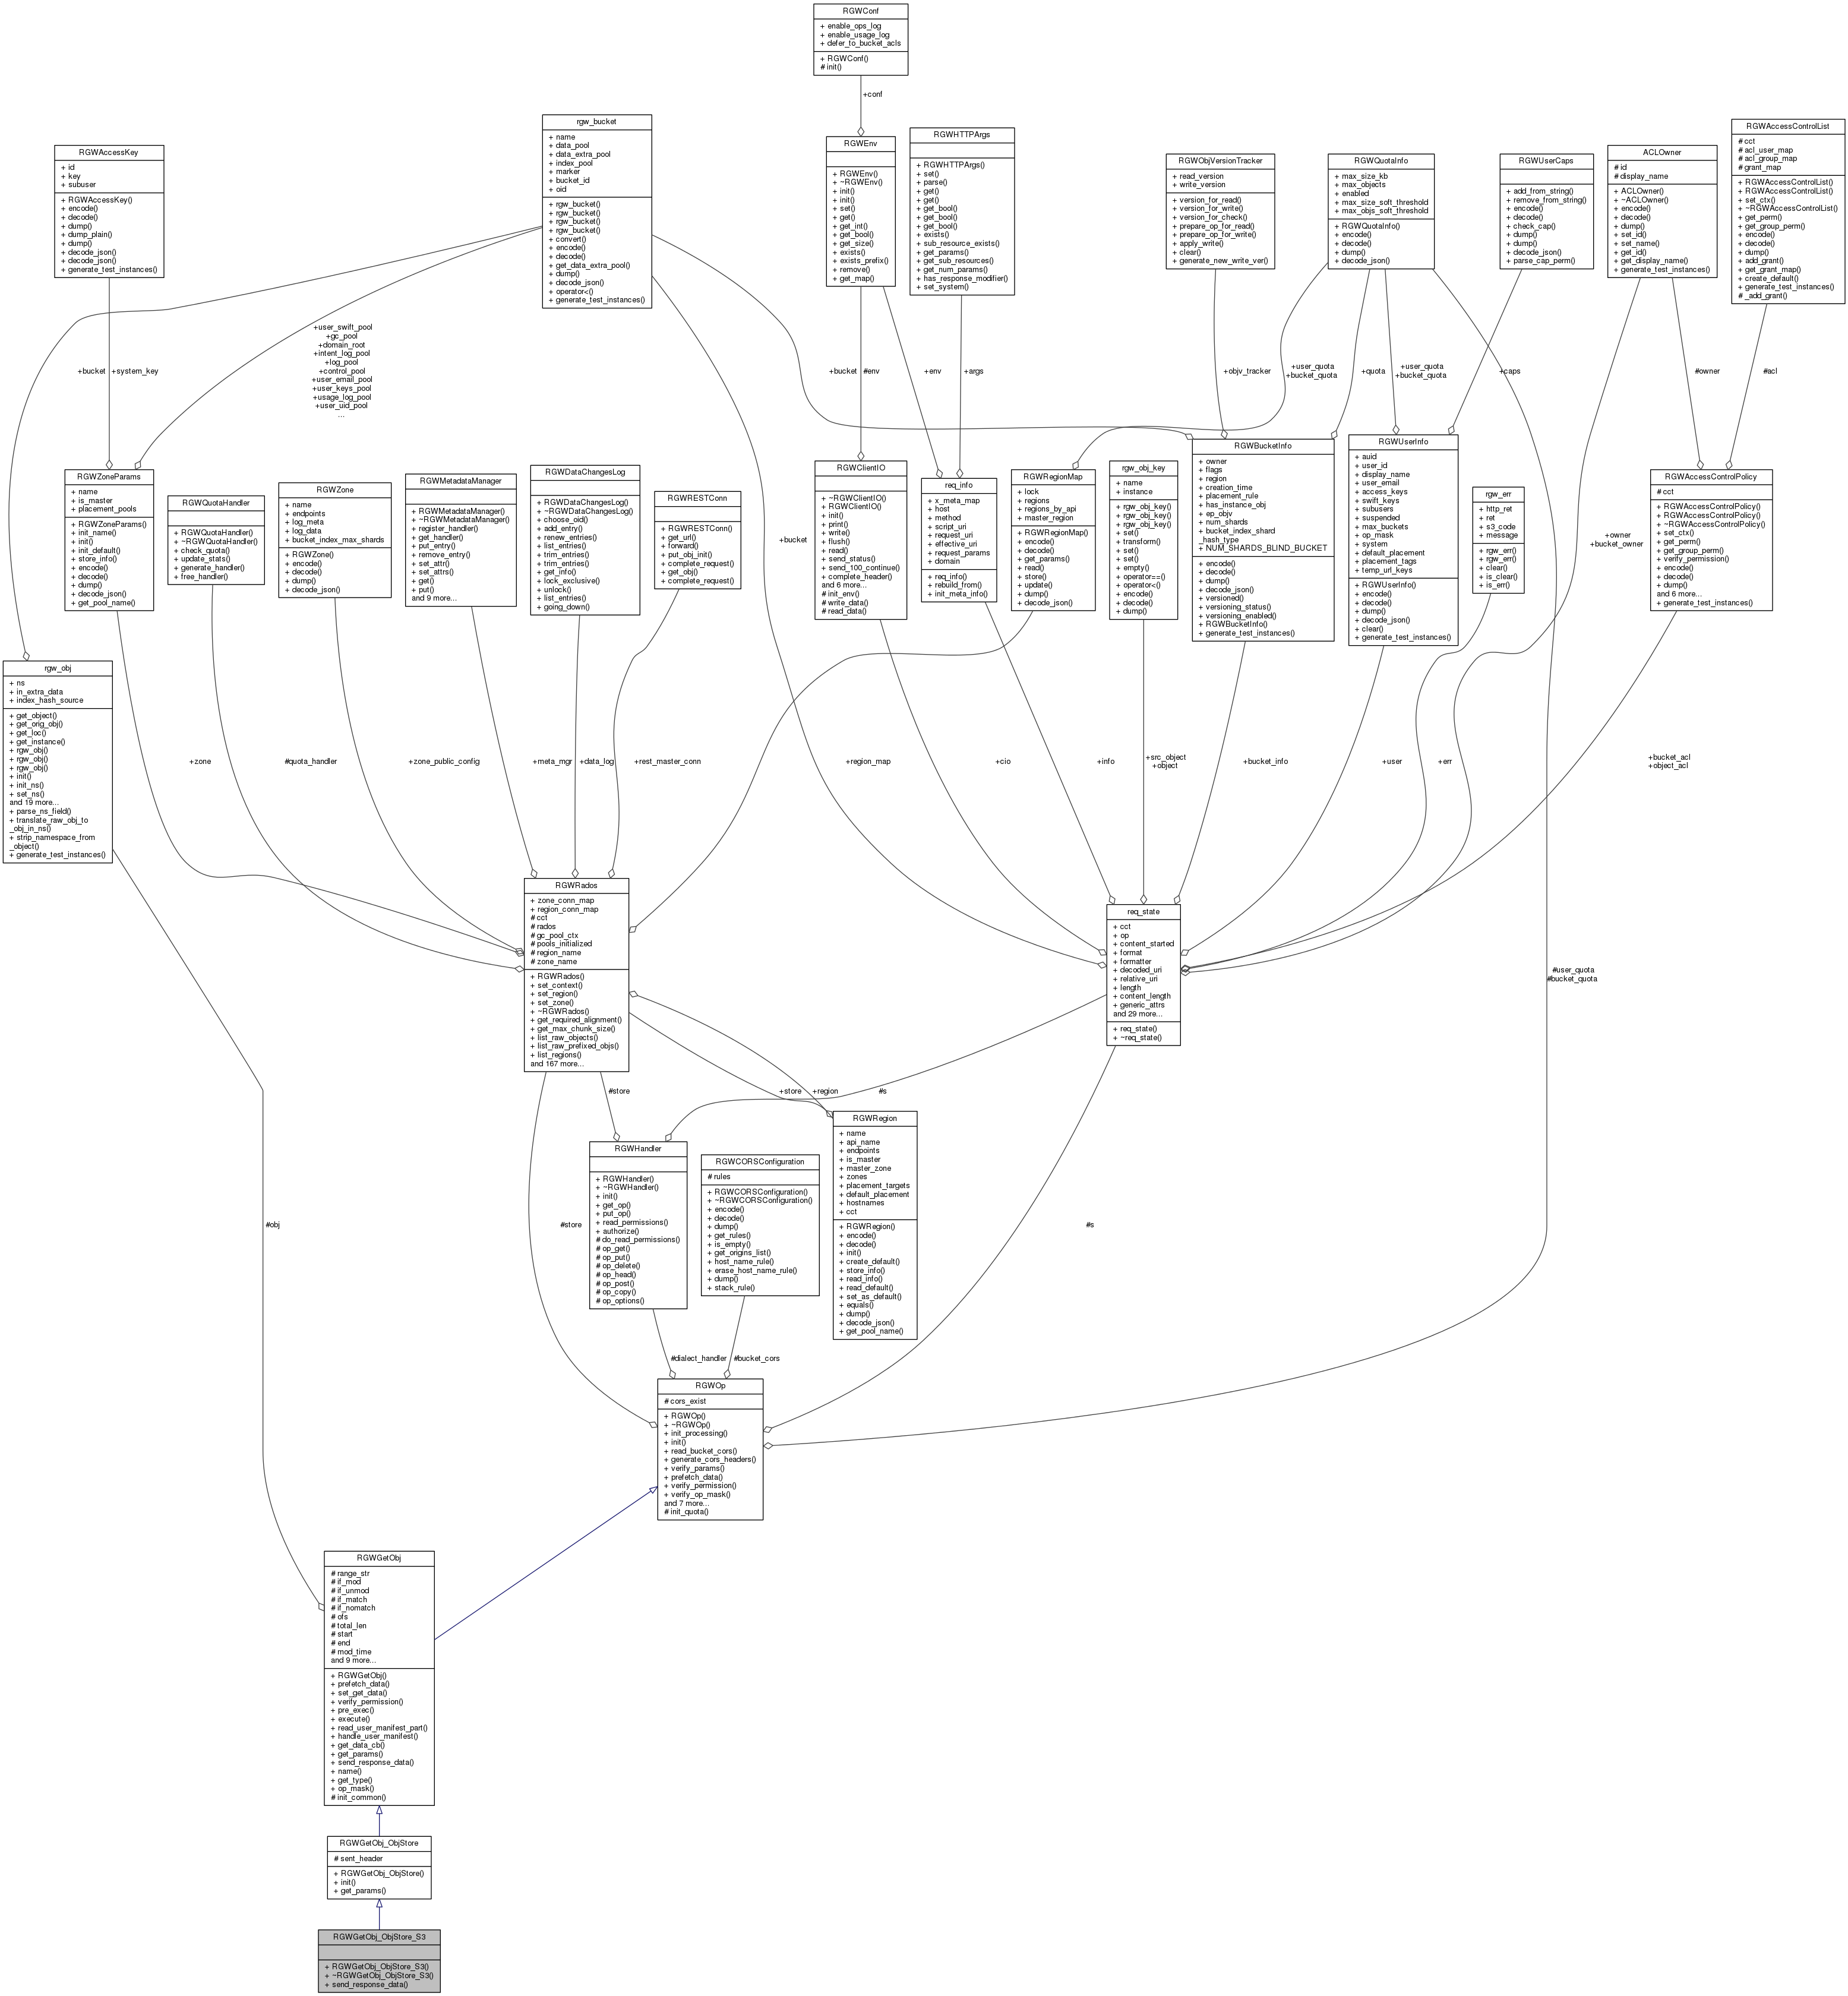 RGWConf
+ enable_ops_log
+ enable_usage_log
+ defer_to_bucket_acls
+ RGWConf()
# init()
+conf
rgw_bucket
+ name
+ data_pool
+ data_extra_pool
+ index_pool
+ marker
+ bucket_id
+ oid
+ rgw_bucket()
+ rgw_bucket()
+ rgw_bucket()
+ rgw_bucket()
+ convert()
+ encode()
+ decode()
+ get_data_extra_pool()
+ dump()
+ decode_json()
+ operator<()
+ generate_test_instances()
RGWAccessKey
+ id
+ key
+ subuser
+ RGWAccessKey()
+ encode()
+ decode()
+ dump()
+ dump_plain()
+ dump()
+ decode_json()
+ decode_json()
+ generate_test_instances()
RGWEnv
+ RGWEnv()
+ ~RGWEnv()
+ init()
+ init()
+ set()
+ get()
+ get_int()
+ get_bool()
+ get_size()
+ exists()
+ exists_prefix()
+ remove()
+ get_map()
RGWHTTPArgs
+ RGWHTTPArgs()
+ set()
+ parse()
+ get()
+ get()
+ get_bool()
+ get_bool()
+ get_bool()
+ exists()
+ sub_resource_exists()
+ get_params()
+ get_sub_resources()
+ get_num_params()
+ has_response_modifier()
+ set_system()
RGWObjVersionTracker
+ read_version
+ write_version
+ version_for_read()
+ version_for_write()
+ version_for_check()
+ prepare_op_for_read()
+ prepare_op_for_write()
+ apply_write()
+ clear()
+ generate_new_write_ver()
RGWQuotaInfo
+ max_size_kb
+ max_objects
+ enabled
+ max_size_soft_threshold
+ max_objs_soft_threshold
+ RGWQuotaInfo()
+ encode()
+ decode()
+ dump()
+ decode_json()
RGWUserCaps
+ add_from_string()
+ remove_from_string()
+ encode()
+ decode()
+ check_cap()
+ dump()
+ dump()
+ decode_json()
+ parse_cap_perm()
ACLOwner
# id
# display_name
+ ACLOwner()
+ ~ACLOwner()
+ encode()
+ decode()
+ dump()
+ set_id()
+ set_name()
+ get_id()
+ get_display_name()
+ generate_test_instances()
RGWAccessControlList
# cct
# acl_user_map
# acl_group_map
# grant_map
+ RGWAccessControlList()
+ RGWAccessControlList()
+ set_ctx()
+ ~RGWAccessControlList()
+ get_perm()
+ get_group_perm()
+ encode()
+ decode()
+ dump()
+ add_grant()
+ get_grant_map()
+ create_default()
+ generate_test_instances()
# _add_grant()
+bucket
+system_key
+user_swift_pool
+gc_pool
+domain_root
+intent_log_pool
+log_pool
+control_pool
+user_email_pool
+user_keys_pool
+usage_log_pool
+user_uid_pool
...
+bucket
#env
+env
+args
+objv_tracker
+user_quota
+bucket_quota
+quota
+user_quota
+bucket_quota
+caps
#owner
#acl
RGWZoneParams
+ name
+ is_master
+ placement_pools
+ RGWZoneParams()
+ init_name()
+ init()
+ init_default()
+ store_info()
+ encode()
+ decode()
+ dump()
+ decode_json()
+ get_pool_name()
RGWQuotaHandler
+ RGWQuotaHandler()
+ ~RGWQuotaHandler()
+ check_quota()
+ update_stats()
+ generate_handler()
+ free_handler()
RGWZone
+ name
+ endpoints
+ log_meta
+ log_data
+ bucket_index_max_shards
+ RGWZone()
+ encode()
+ decode()
+ dump()
+ decode_json()
RGWMetadataManager
+ RGWMetadataManager()
+ ~RGWMetadataManager()
+ register_handler()
+ get_handler()
+ put_entry()
+ remove_entry()
+ set_attr()
+ set_attrs()
+ get()
+ put()
and 9 more...
RGWDataChangesLog
+ RGWDataChangesLog()
+ ~RGWDataChangesLog()
+ choose_oid()
+ add_entry()
+ renew_entries()
+ list_entries()
+ trim_entries()
+ trim_entries()
+ get_info()
+ lock_exclusive()
+ unlock()
+ list_entries()
+ going_down()
RGWRESTConn
+ RGWRESTConn()
+ get_url()
+ forward()
+ put_obj_init()
+ complete_request()
+ get_obj()
+ complete_request()
RGWClientIO
+ ~RGWClientIO()
+ RGWClientIO()
+ init()
+ print()
+ write()
+ flush()
+ read()
+ send_status()
+ send_100_continue()
+ complete_header()
and 6 more...
# init_env()
# write_data()
# read_data()
req_info
+ x_meta_map
+ host
+ method
+ script_uri
+ request_uri
+ effective_uri
+ request_params
+ domain
+ req_info()
+ rebuild_from()
+ init_meta_info()
RGWRegionMap
+ lock
+ regions
+ regions_by_api
+ master_region
+ RGWRegionMap()
+ encode()
+ decode()
+ get_params()
+ read()
+ store()
+ update()
+ dump()
+ decode_json()
rgw_obj_key
+ name
+ instance
+ rgw_obj_key()
+ rgw_obj_key()
+ rgw_obj_key()
+ set()
+ transform()
+ set()
+ set()
+ empty()
+ operator==()
+ operator<()
+ encode()
+ decode()
+ dump()
RGWBucketInfo
+ owner
+ flags
+ region
+ creation_time
+ placement_rule
+ has_instance_obj
+ ep_objv
+ num_shards
+ bucket_index_shard
_hash_type
+ NUM_SHARDS_BLIND_BUCKET
+ encode()
+ decode()
+ dump()
+ decode_json()
+ versioned()
+ versioning_status()
+ versioning_enabled()
+ RGWBucketInfo()
+ generate_test_instances()
RGWUserInfo
+ auid
+ user_id
+ display_name
+ user_email
+ access_keys
+ swift_keys
+ subusers
+ suspended
+ max_buckets
+ op_mask
+ system
+ default_placement
+ placement_tags
+ temp_url_keys
+ RGWUserInfo()
+ encode()
+ decode()
+ dump()
+ decode_json()
+ clear()
+ generate_test_instances()
rgw_err
+ http_ret
+ ret
+ s3_code
+ message
+ rgw_err()
+ rgw_err()
+ clear()
+ is_clear()
+ is_err()
RGWAccessControlPolicy
# cct
+ RGWAccessControlPolicy()
+ RGWAccessControlPolicy()
+ ~RGWAccessControlPolicy()
+ set_ctx()
+ get_perm()
+ get_group_perm()
+ verify_permission()
+ encode()
+ decode()
+ dump()
and 6 more...
+ generate_test_instances()
+bucket
+owner
+bucket_owner
rgw_obj
+ ns
+ in_extra_data
+ index_hash_source
+ get_object()
+ get_orig_obj()
+ get_loc()
+ get_instance()
+ rgw_obj()
+ rgw_obj()
+ rgw_obj()
+ init()
+ init_ns()
+ set_ns()
and 19 more...
+ parse_ns_field()
+ translate_raw_obj_to
_obj_in_ns()
+ strip_namespace_from
_object()
+ generate_test_instances()
+zone
#quota_handler
+zone_public_config
+meta_mgr
+data_log
+rest_master_conn
+region_map
+cio
+info
+src_object
+object
+bucket_info
+user
+err
+bucket_acl
+object_acl
RGWRados
+ zone_conn_map
+ region_conn_map
# cct
# rados
# gc_pool_ctx
# pools_initialized
# region_name
# zone_name
+ RGWRados()
+ set_context()
+ set_region()
+ set_zone()
+ ~RGWRados()
+ get_required_alignment()
+ get_max_chunk_size()
+ list_raw_objects()
+ list_raw_prefixed_objs()
+ list_regions()
and 167 more...
req_state
+ cct
+ op
+ content_started
+ format
+ formatter
+ decoded_uri
+ relative_uri
+ length
+ content_length
+ generic_attrs
and 29 more...
+ req_state()
+ ~req_state()
#user_quota
#bucket_quota
#store
+store
+region
#s
RGWHandler
+ RGWHandler()
+ ~RGWHandler()
+ init()
+ get_op()
+ put_op()
+ read_permissions()
+ authorize()
# do_read_permissions()
# op_get()
# op_put()
# op_delete()
# op_head()
# op_post()
# op_copy()
# op_options()
RGWCORSConfiguration
# rules
+ RGWCORSConfiguration()
+ ~RGWCORSConfiguration()
+ encode()
+ decode()
+ dump()
+ get_rules()
+ is_empty()
+ get_origins_list()
+ host_name_rule()
+ erase_host_name_rule()
+ dump()
+ stack_rule()
RGWRegion
+ name
+ api_name
+ endpoints
+ is_master
+ master_zone
+ zones
+ placement_targets
+ default_placement
+ hostnames
+ cct
+ RGWRegion()
+ encode()
+ decode()
+ init()
+ create_default()
+ store_info()
+ read_info()
+ read_default()
+ set_as_default()
+ equals()
+ dump()
+ decode_json()
+ get_pool_name()
#obj
#store
#s
#dialect_handler
#bucket_cors
RGWOp
# cors_exist
+ RGWOp()
+ ~RGWOp()
+ init_processing()
+ init()
+ read_bucket_cors()
+ generate_cors_headers()
+ verify_params()
+ prefetch_data()
+ verify_permission()
+ verify_op_mask()
and 7 more...
# init_quota()
RGWGetObj
# range_str
# if_mod
# if_unmod
# if_match
# if_nomatch
# ofs
# total_len
# start
# end
# mod_time
and 9 more...
+ RGWGetObj()
+ prefetch_data()
+ set_get_data()
+ verify_permission()
+ pre_exec()
+ execute()
+ read_user_manifest_part()
+ handle_user_manifest()
+ get_data_cb()
+ get_params()
+ send_response_data()
+ name()
+ get_type()
+ op_mask()
# init_common()
RGWGetObj_ObjStore
# sent_header
+ RGWGetObj_ObjStore()
+ init()
+ get_params()
RGWGetObj_ObjStore_S3
+ RGWGetObj_ObjStore_S3()
+ ~RGWGetObj_ObjStore_S3()
+ send_response_data()